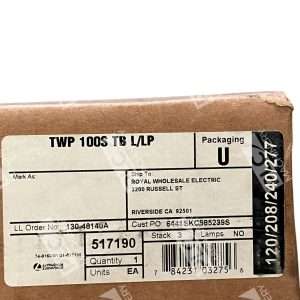 TWP 100S TB L/LP
Packaging
U
Mark As:
Ship To
ROYAL WHOLESALE ELECTRIC
2200 RUSSELL ST
RIVERSIDE CA 92501
LL Order No.
Cust PO
Stack 3 Lamps NO
517190
Quantity 1
Units EA
120/208/240/277